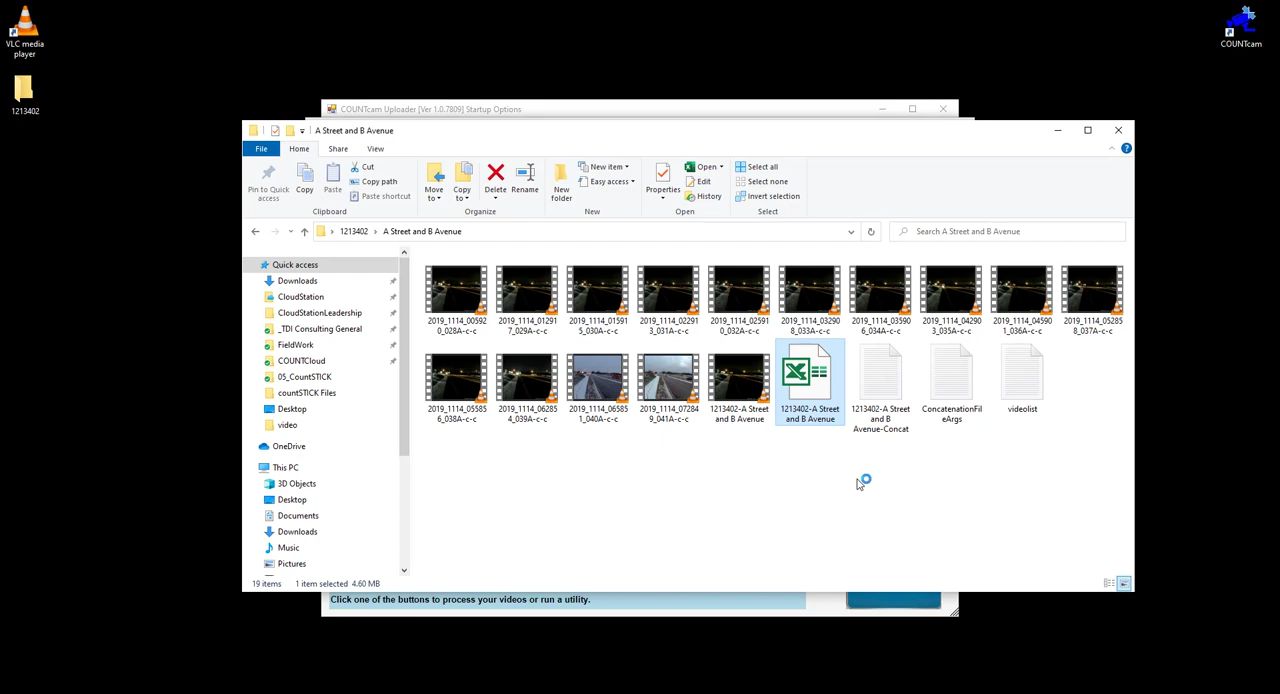 VLC media
player
1213402
COUNTcam
COUNTcam Uploader [Ver 1.0.7809] Startup Options
A Street and B Avenue
File
Home
Share
View
Pin to Quick
access
Copy
Paste
Cut
Copy path
Paste shortcut
Move
to
Copy
to
Delete
Rename
New
folder
New item
Easy access
Properties
Open
Edit
History
Select all
Select none
Invert selection
Clipboard
Organize
New
Open
Select
1213402
A Street and B Avenue
Search A Street and B Avenue
Quick access
Downloads
CloudStation
CloudStationLeadership
_TDI Consulting General
FieldWork
COUNTCloud
05_CountSTICK
countSTICK Files
Desktop
video
OneDrive
This PC
3D Objects
Desktop
Documents
Downloads
Music
Pictures
2019_1114_00592
0_028A-c-c
2019_1114_01291
7_029A-c-c
2019_1114_01591
5_030A-c-c
2019_1114_02291
3_031A-c-c
2019_1114_02591
0_032A-c-c
2019_1114_03290
8_033A-c-c
2019_1114_03590
6_034A-c-c
2019_1114_04290
3_035A-c-c
2019_1114_04590
1_036A-c-c
2019_1114_05285
8_037A-c-c
2019_1114_05585
6_038A-c-c
2019_1114_06285
4_039A-c-c
2019_1114_06585
1_040A-c-c
2019_1114_07284
9_041A-c-c
1213402-A Street
and B Avenue
1213402-A Street
and B Avenue
1213402-A Street
and B
Avenue-Concat
ConcatenationFil
eArgs
videolist
19 items
1 item selected 4.60 MB
Click one of the buttons to process your videos or run a utility.